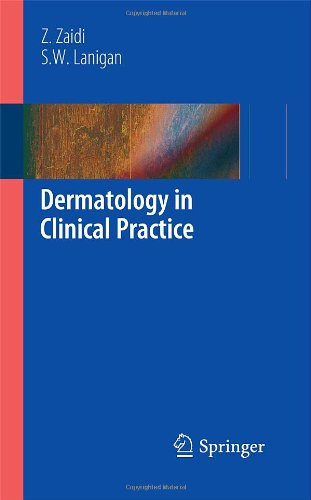 Z. Zaidi
S.W. Lanigan
Dermatology in
Clinical Practice
Springer